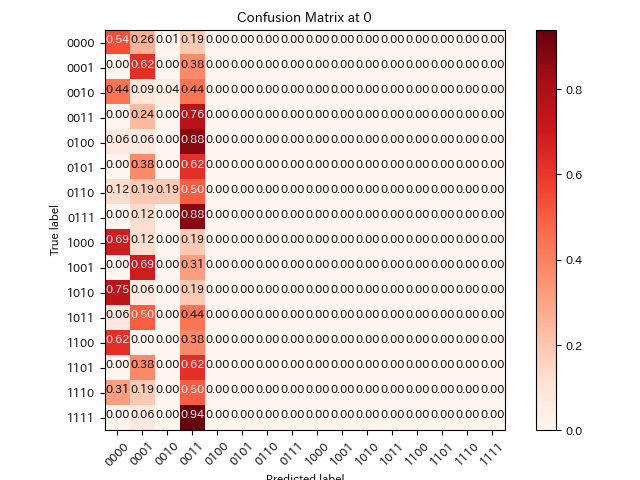 Confusion Matrix at 0
0000 0.54 0.26 0.01 0.19 0.00 0.00 0.00 0.00 0.00 0.00 0.00 0.00 0.00 0.00 0.00 0.00
0001 0.00 0.62 0.00 0.38 0.00 0.00 0.00 0.00 0.00 0.00 0.00 0.00 0.00 0.00 0.00 0.00 0.8
0010 0.44 0.09 0.04 0.44 0.00 0.00 0.00 0.00 0.00 0.00 0.00 0.00 0.00 0.00 0.00 0.00
0011 0.00 0.24 0.00 0.76 0.00 0.00 0.00 0.00 0.00 0.00 0.00 0.00 0.00 0.00 0.00 0.00
0100 0.06 0.06 0.00 0.88 0.00 0.00 0.00 0.00 0.00 0.00 0.00 0.00 0.00 0.00 0.00 0.00
0101 0.00 0.38 0.00 0.62 0.00 0.00 0.00 0.00 0.00 0.00 0.00 0.00 0.00 0.00 0.00 0.00 0.6
0110 0.12 0.19 0.19 0.50 0.00 0.00 0.00 0.00 0.00 0.00 0.00 0.00 0.00 0.00 0.00 0.00
0111 0.00 0.12 0.00 0.88 0.00 0.00 0.00 0.00 0.00 0.00 0.00 0.00 0.00 0.00 0.00 0.00
True label
1000 0.69 0.12 0.00 0.19 0.00 0.00 0.00 0.00 0.00 0.00 0.00 0.00 0.00 0.00 0.00 0.00
1001 0.00 0.69 0.00 0.31 0.00 0.00 0.00 0.00 0.00 0.00 0.00 0.00 0.00 0.00 0.00 0.00 0.4
1010 0.75 0.06 0.00 0.19 0.00 0.00 0.00 0.00 0.00 0.00 0.00 0.00 0.00 0.00 0.00 0.00
1011 0.06 0.50 0.00 0.44 0.00 0.00 0.00 0.00 0.00 0.00 0.00 0.00 0.00 0.00 0.00 0.00
1100 0.62 0.00 0.00 0.38 0.00 0.00 0.00 0.00 0.00 0.00 0.00 0.00 0.00 0.00 0.00 0.00 0.2
1101 0.00 0.38 0.00 0.62 0.00 0.00 0.00 0.00 0.00 0.00 0.00 0.00 0.00 0.00 0.00 0.00
1110 0.31 0.19 0.00 0.50 0.00 0.00 0.00 0.00 0.00 0.00 0.00 0.00 0.00 0.00 0.00 0.00
1111 0.00 0.06 0.00 0.94 0.00 0.00 0.00 0.00 0.00 0.00 0.00 0.00 0.00 0.00 0.00 0.00 0.0
0000 0001 0010 0011 0100 0101 0110 0111 1000 1001 1010 1011 1100 1101 1110 1111
Predicted label